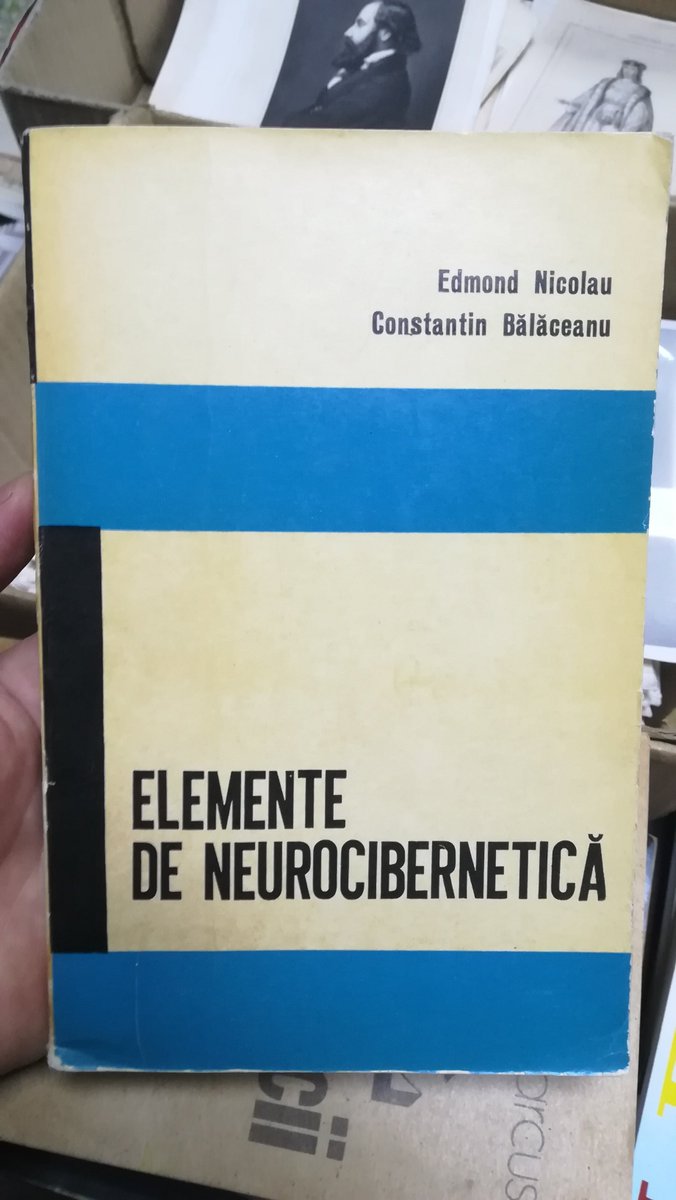 Edmond Nicolau
Constantin Bălăceanu
ELEMENTE
DE NEUROCIBERNETICĂ